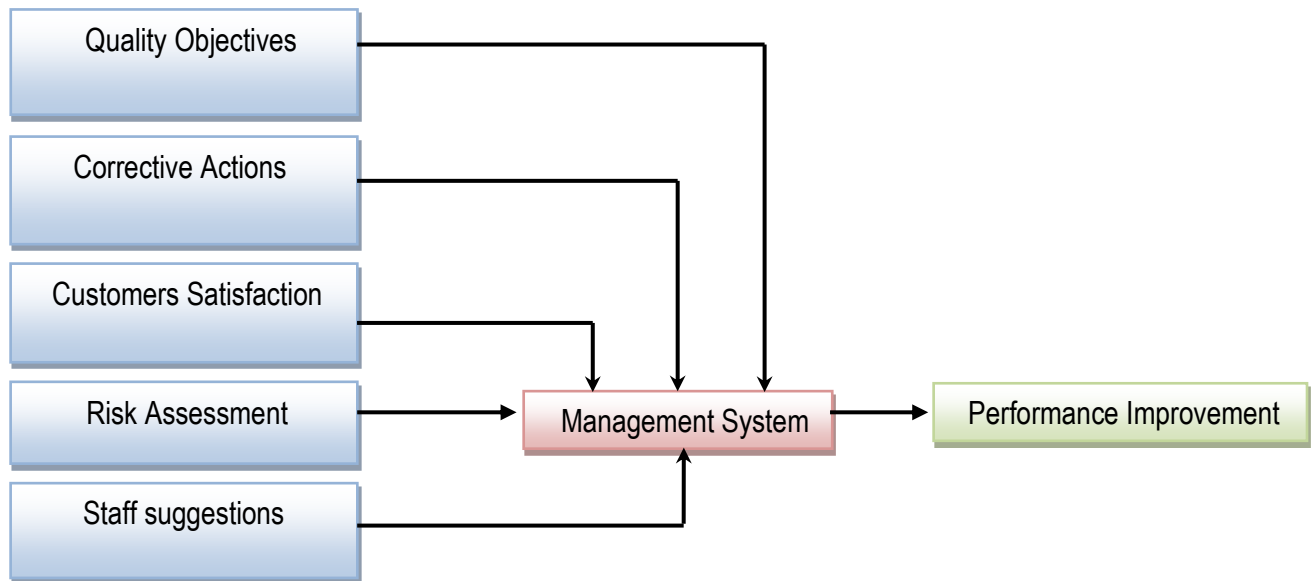 Quality Objectives
Corrective Actions
Customers Satisfaction
Risk Assessment
Management System
Performance Improvement
Staff suggestions